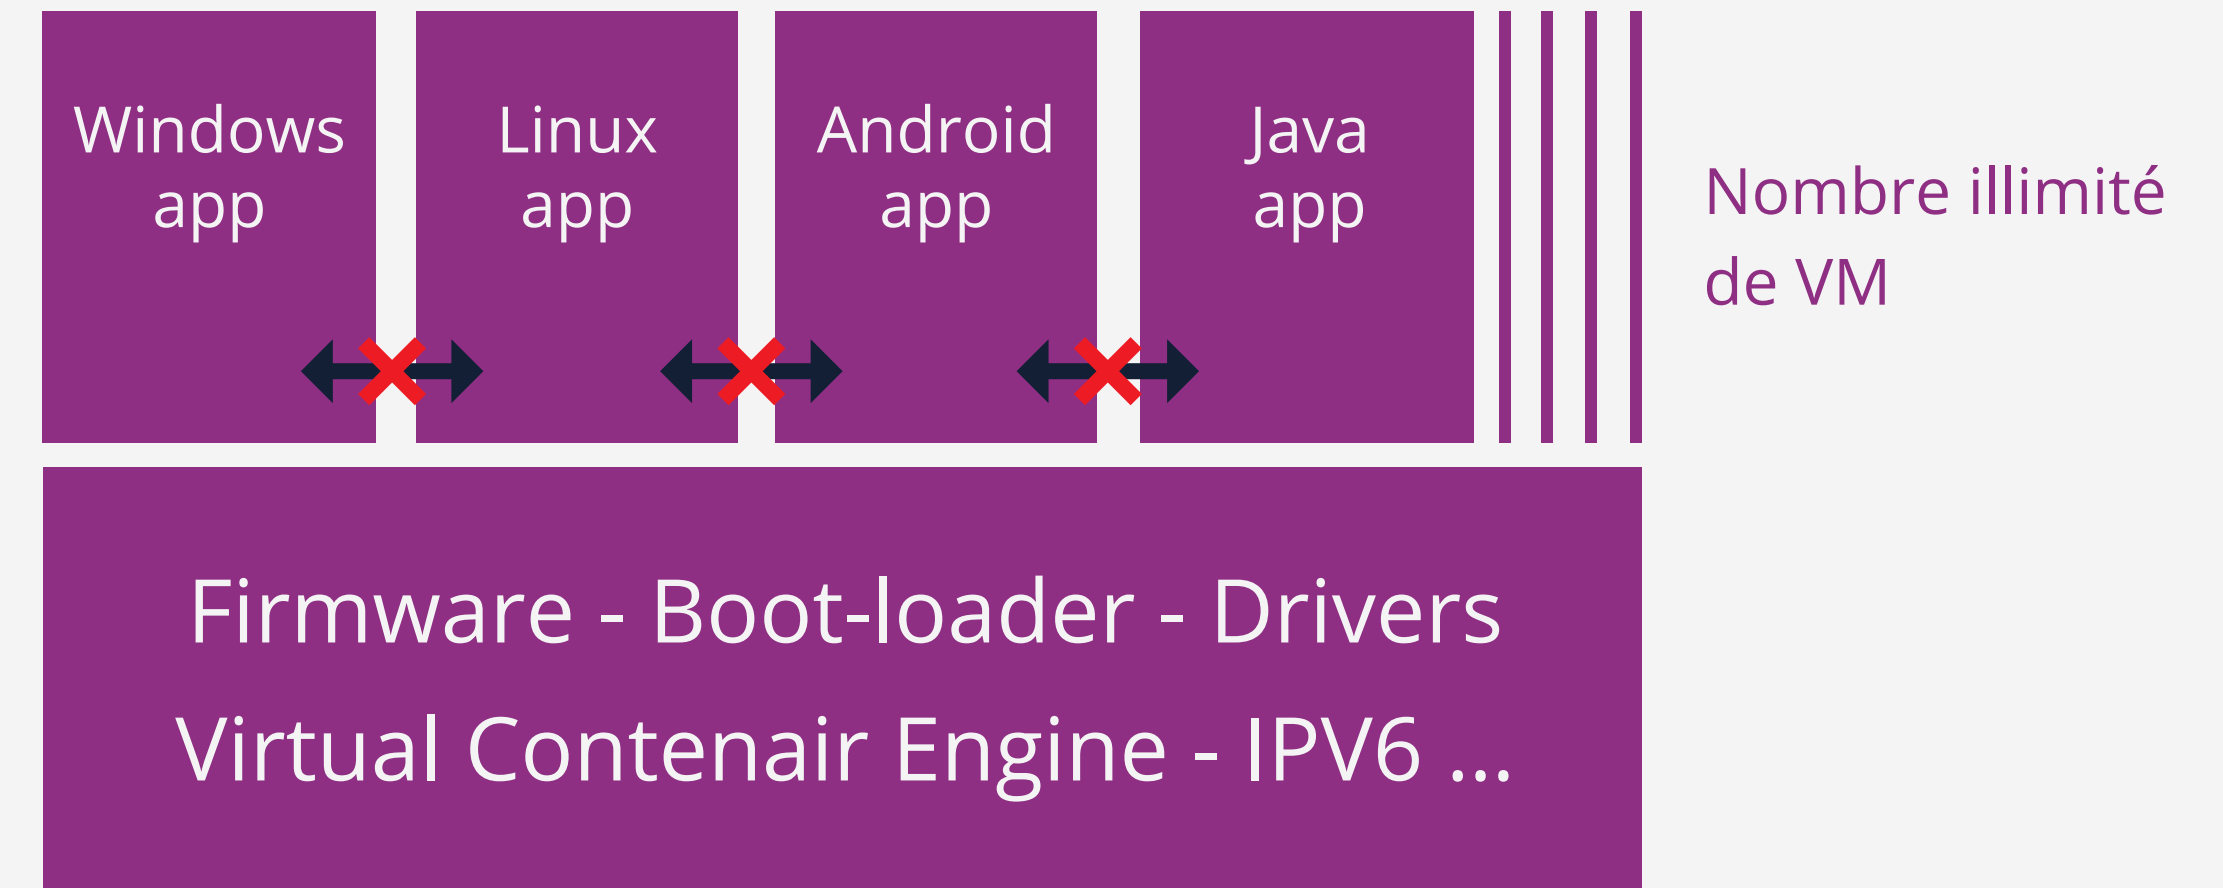 Windows
app
Linux
app
Android
app
Java
app
Nombre illimité
de VM
Firmware - Boot-loader - Drivers
Virtual Contenair Engine - IPV6 ...